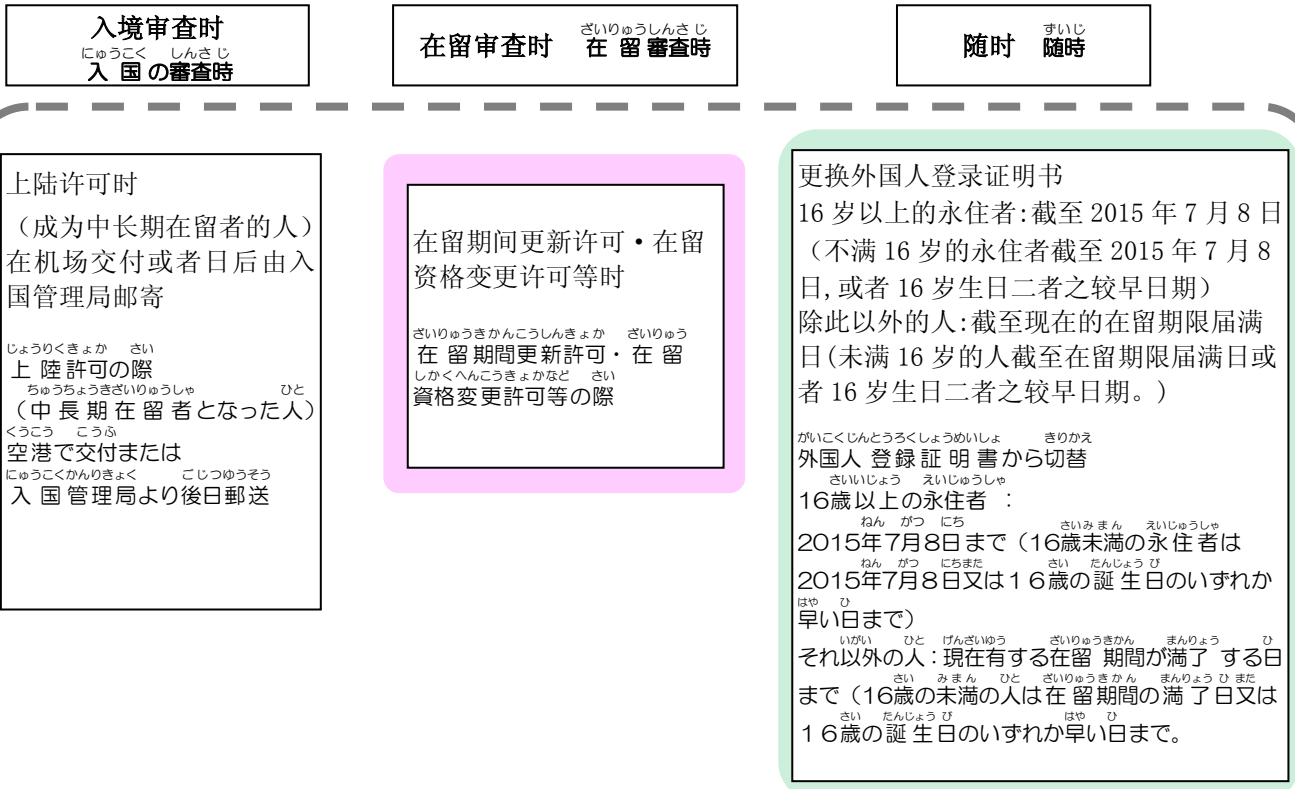 入境审查时
にゅうこく しんさじ
入国の審査時
在留审查时 在留審査時
ざいりゅうしんさじ
随时 随時
ずいじ
上陆许可时
（成为中长期在留者的人）
在机场交付或者日后由入
国管理局邮寄
じょうりくきょか さい
上陸許可の際
ちゅうちょうきざいりゅうしゃ ひと
（中長期在留者となった人）
くうこう こうふ
空港で交付または
にゅうこくかんりきょく ごじつゆうそう
入国管理局より後日郵送
在留期间更新许可・在留
资格变更许可等时
ざいりゅうきかんこうしんきょか ざいりゅう
在留期間更新許可・在留
しかくへんこうきょかなど さい
資格変更許可等の際
更换外国人登录证明书
16 岁以上的永住者:截至 2015 年 7 月 8 日
（不满 16 岁的永住者截至 2015 年 7 月 8
日,或者 16 岁生日二者之较早日期）
除此以外的人:截至现在的在留期限届满
日(未满 16 岁的人截至在留期限届满日或
者 16 岁生日二者之较早日期。)
がいこくじんとうろくしょうめいしょ きりかえ
外国人登録証明書から切替
さいいじょう えいじゅうしゃ
16歳以上の永住者：
ねん がつ にち さいみまん えいじゅうしゃ
2015年7月8日まで（16歳未満の永住者は
ねん がつ にちまた さい たんじょうび
2015年7月8日又は１６歳の誕生日のいずれか
はや ひ
早い日まで）
いがい ひと げんざいゆう ざいりゅうきかん まんりょう ひ
それ以外の人：現在有する在留期間が満了する日
さい みまん ひと ざいりゅうきかん まんりょうひまた
まで（16歳の未満の人は在留期間の満了日又は
さい たんじょうび はや ひ
１６歳の誕生日のいずれか早い日まで。